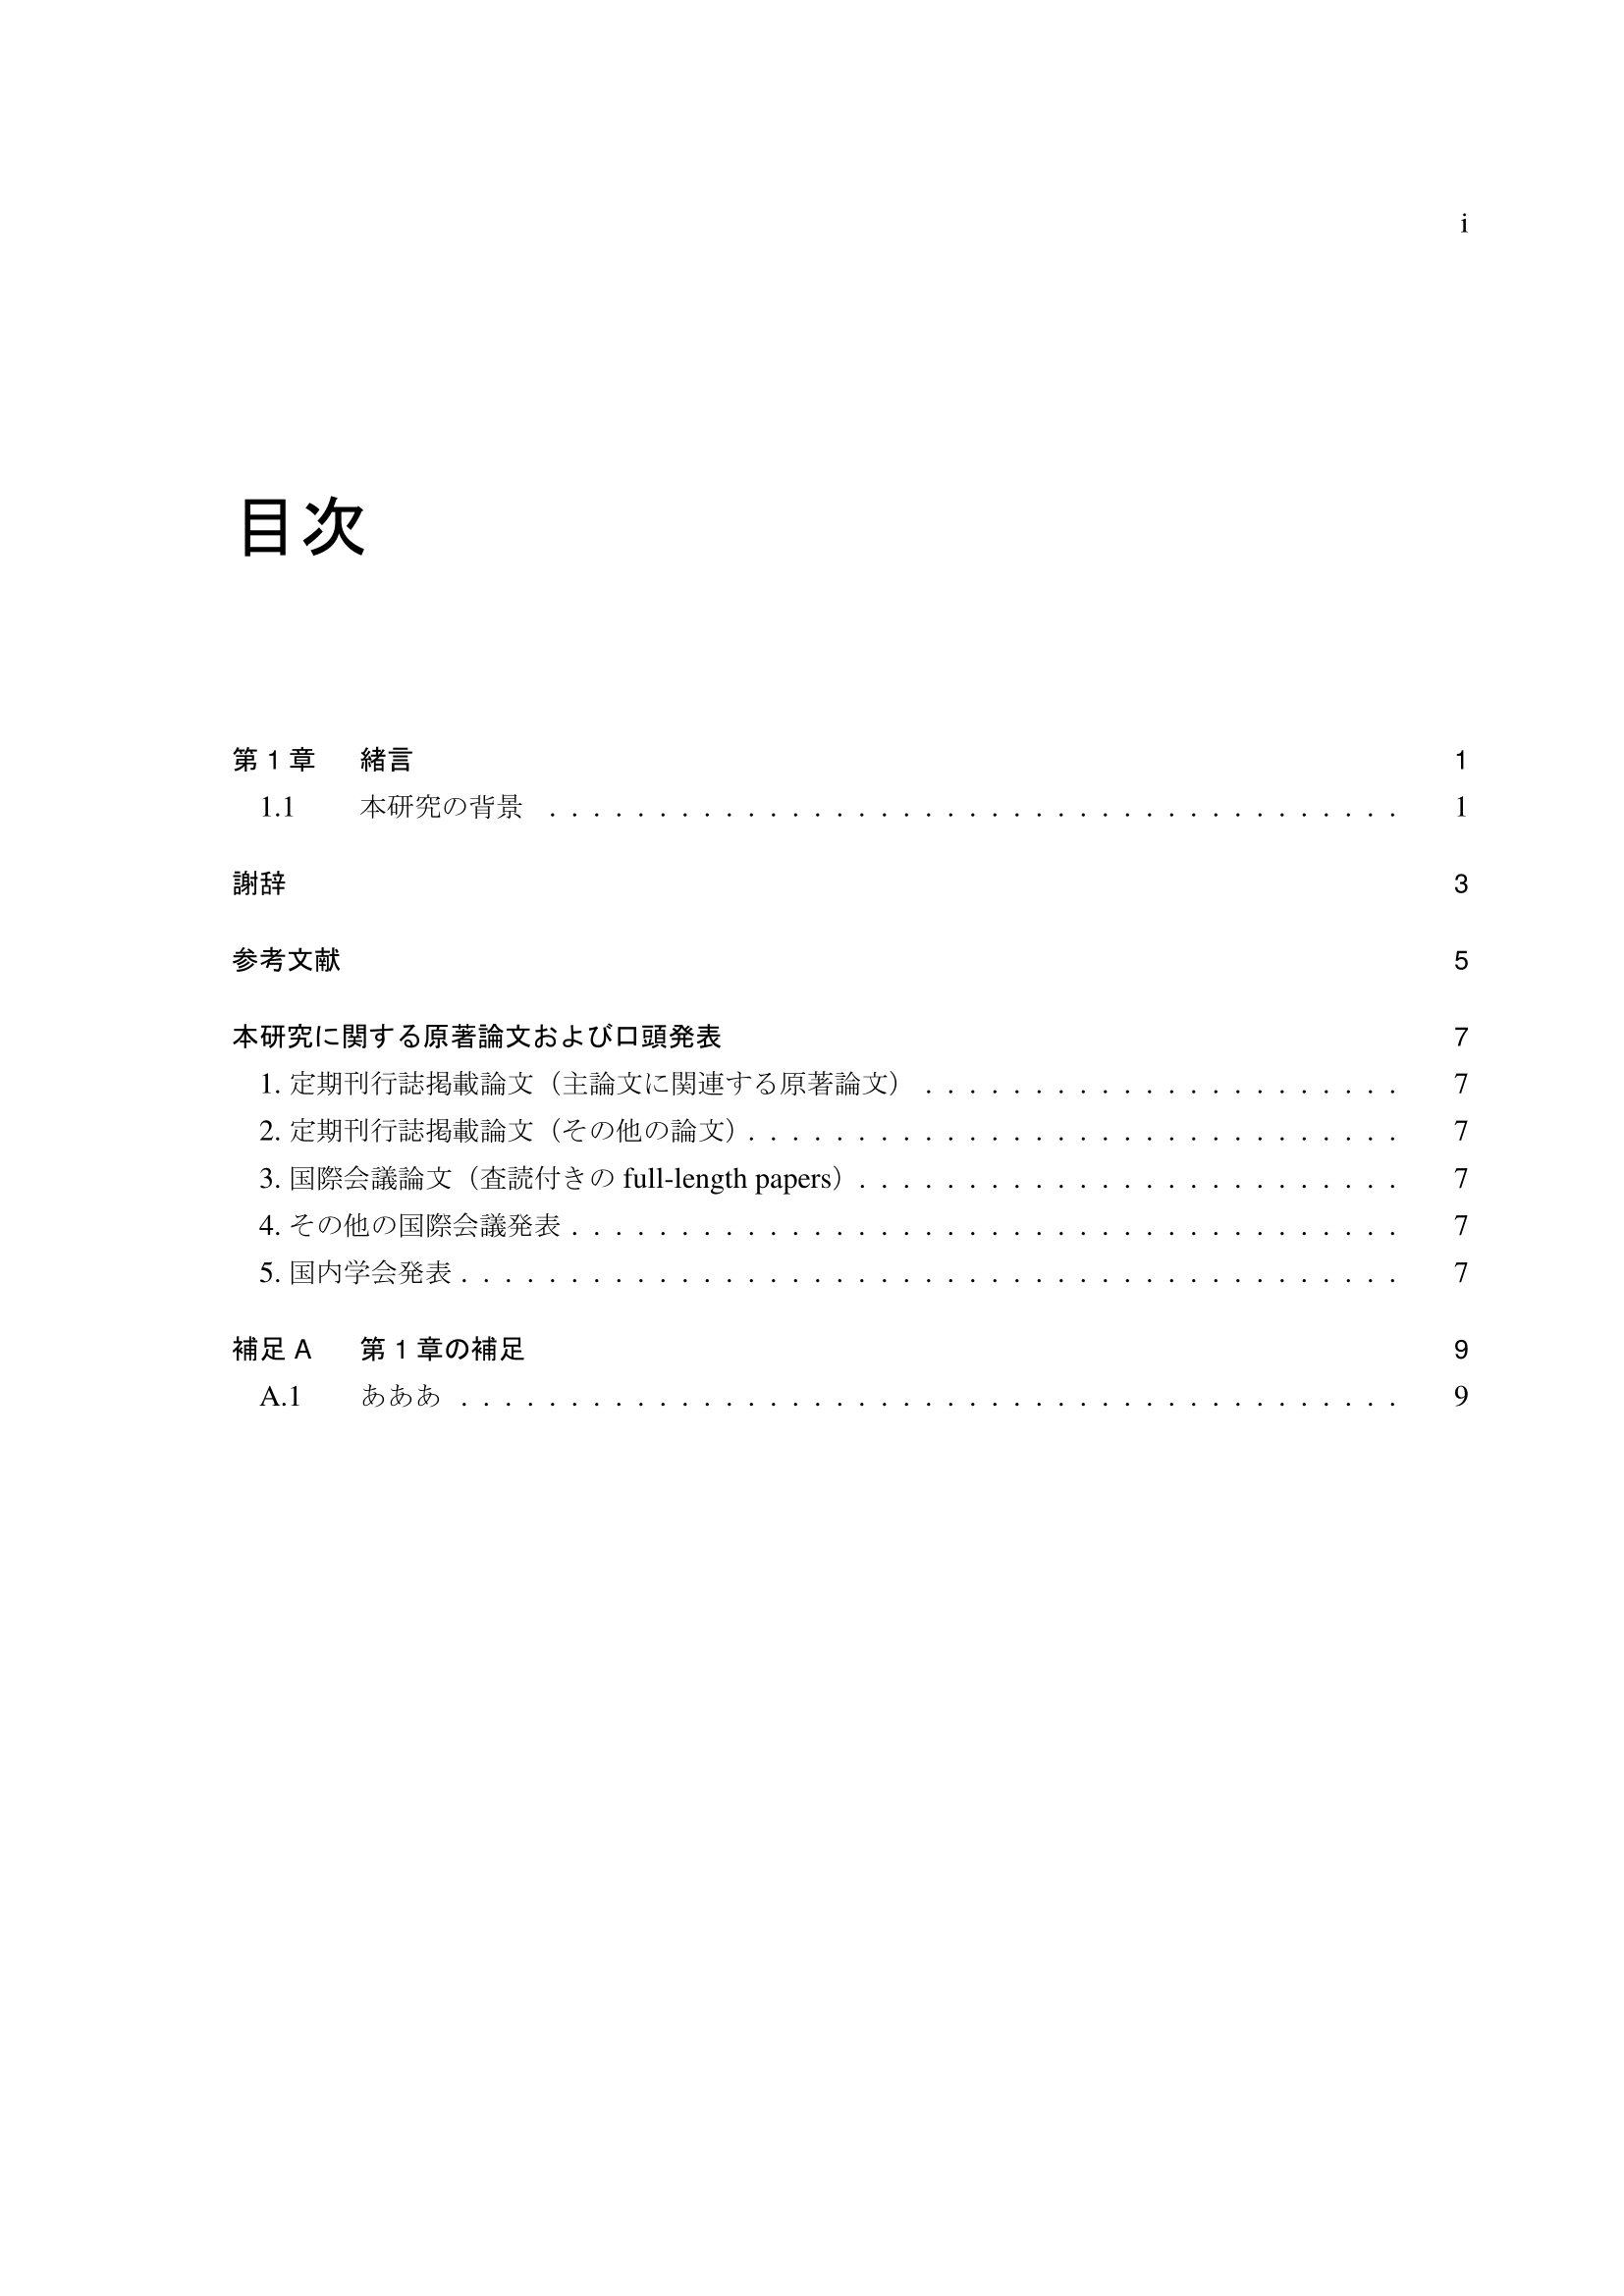 i
目次
第 1 章 緒言 1
1.1 本研究の背景 . . . . . . . . . . . . . . . . . . . . . . . . . . . . . . . . . . . . . . . 1
謝辞 3
参考文献 5
本研究に関する原著論文および口頭発表 7
1. 定期刊行誌掲載論文（主論文に関連する原著論文） . . . . . . . . . . . . . . . . . . . . . . 7
2. 定期刊行誌掲載論文（その他の論文）. . . . . . . . . . . . . . . . . . . . . . . . . . . . . . 7
3. 国際会議論文（査読付きの full-length papers）. . . . . . . . . . . . . . . . . . . . . . . . . 7
4. その他の国際会議発表 . . . . . . . . . . . . . . . . . . . . . . . . . . . . . . . . . . . . . . 7
5. 国内学会発表 . . . . . . . . . . . . . . . . . . . . . . . . . . . . . . . . . . . . . . . . . . . 7
補足 A 第 1 章の補足 9
A.1 あああ . . . . . . . . . . . . . . . . . . . . . . . . . . . . . . . . . . . . . . . . . . . 9